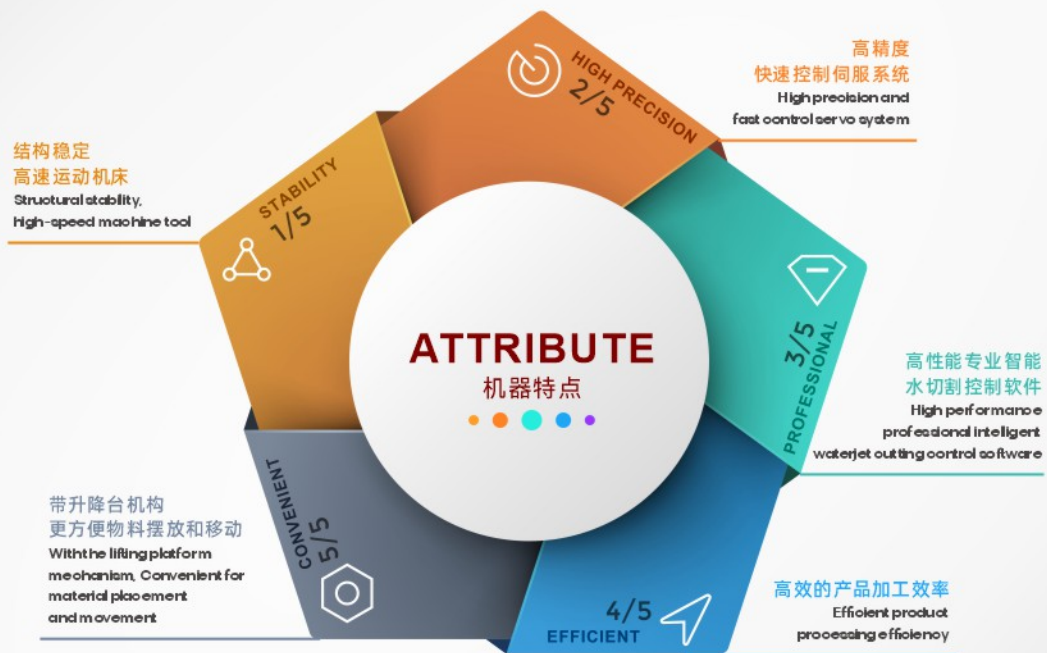 ATTRIBUTE
机器特点
STABILITY
1/5
结构稳定
高速运动机床
Structural stability,
high-speed machine tool
HIGH PRECISION
2/5
高精度
快速控制伺服系统
High precision and
fast control servo system
3/5
PROFESSIONAL
高性能专业智能
水切割控制软件
High performance
professional intelligent
waterjet cutting control software
4/5
EFFICIENT
高效的产品加工效率
Efficient product
processing efficiency
CONVENIENT
5/5
带升降台机构
更方便物料摆放和移动
With the lifting platform
mechanism, Convenient for
material placement
and movement